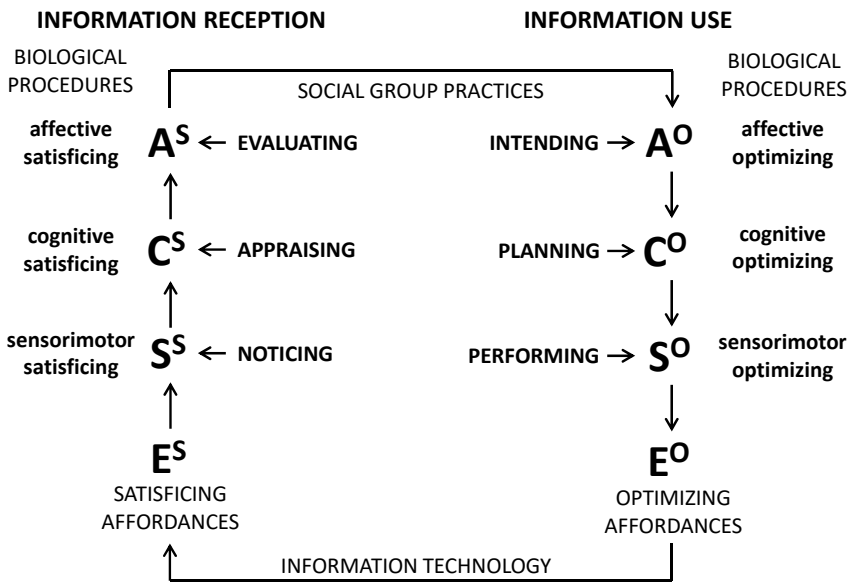 INFORMATION RECEPTION
INFORMATION USE
BIOLOGICAL
PROCEDURES
SOCIAL GROUP PRACTICES
BIOLOGICAL
PROCEDURES
affective
satisficing
A^S
EVALUATING
INTENDING
A^O
affective
optimizing
cognitive
satisficing
C^S
APPRAISING
PLANNING
C^O
cognitive
optimizing
sensorimotor
satisficing
S^S
NOTICING
PERFORMING
S^O
sensorimotor
optimizing
E^S
SATISFICING
AFFORDANCES
E^O
OPTIMIZING
AFFORDANCES
INFORMATION TECHNOLOGY